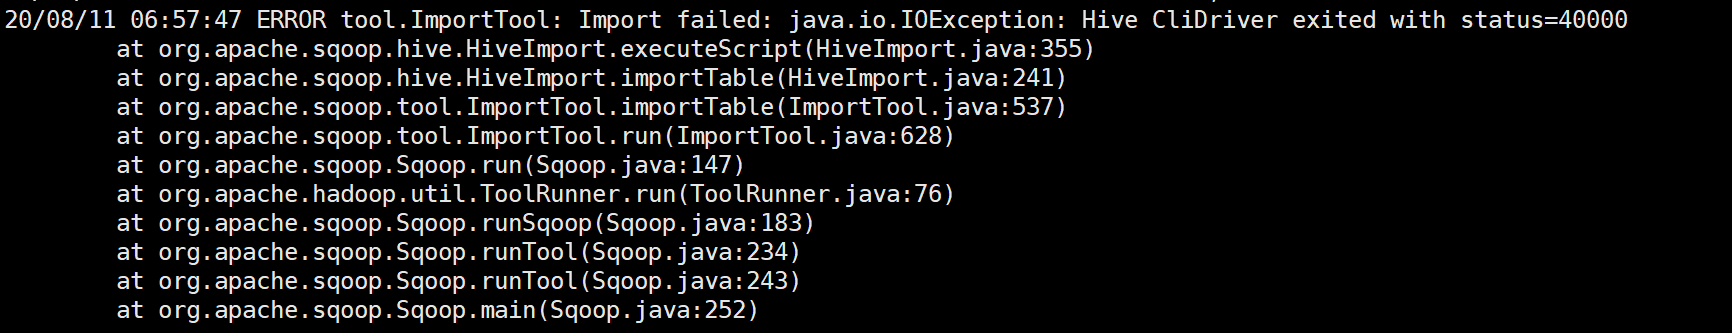 20/08/11 06:57:47 ERROR tool.ImportTool: Import failed: java.io.IOException: Hive CliDriver exited with status=40000
at org.apache.sqoop.hive.HiveImport.executeScript(HiveImport.java:355)
at org.apache.sqoop.hive.HiveImport.importTable(HiveImport.java:241)
at org.apache.sqoop.tool.ImportTool.importTable(ImportTool.java:537)
at org.apache.sqoop.tool.ImportTool.run(ImportTool.java:628)
at org.apache.sqoop.Sqoop.run(Sqoop.java:147)
at org.apache.hadoop.util.ToolRunner.run(ToolRunner.java:76)
at org.apache.sqoop.Sqoop.runSqoop(Sqoop.java:183)
at org.apache.sqoop.Sqoop.runTool(Sqoop.java:234)
at org.apache.sqoop.Sqoop.runTool(Sqoop.java:243)
at org.apache.sqoop.Sqoop.main(Sqoop.java:252)